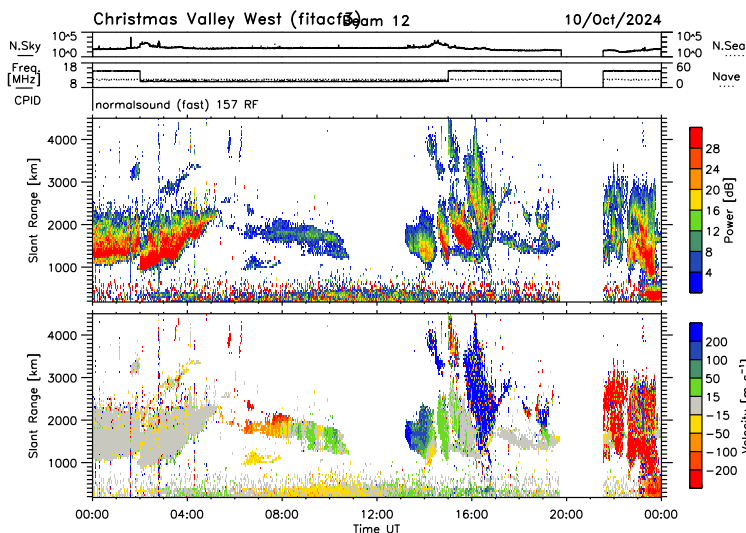 Christmas Valley West (fitacf3) Beam 12 10/Oct/2024
N.Sky 10^5 10^0 10^5 10^0 N.Sea
Freq. [MHz] 18 8 60 0 Nave
CPID normalsound (fast) 157 RF
Slant Range [km] 4000 3000 2000 1000
28 24 20 16 12 8 4 Power [dB]
Slant Range [km] 4000 3000 2000 1000
200 100 50 15 -15 -50 -100 -200 Velocity [m s^-1]
00:00 04:00 08:00 12:00 16:00 20:00 00:00
Time UT